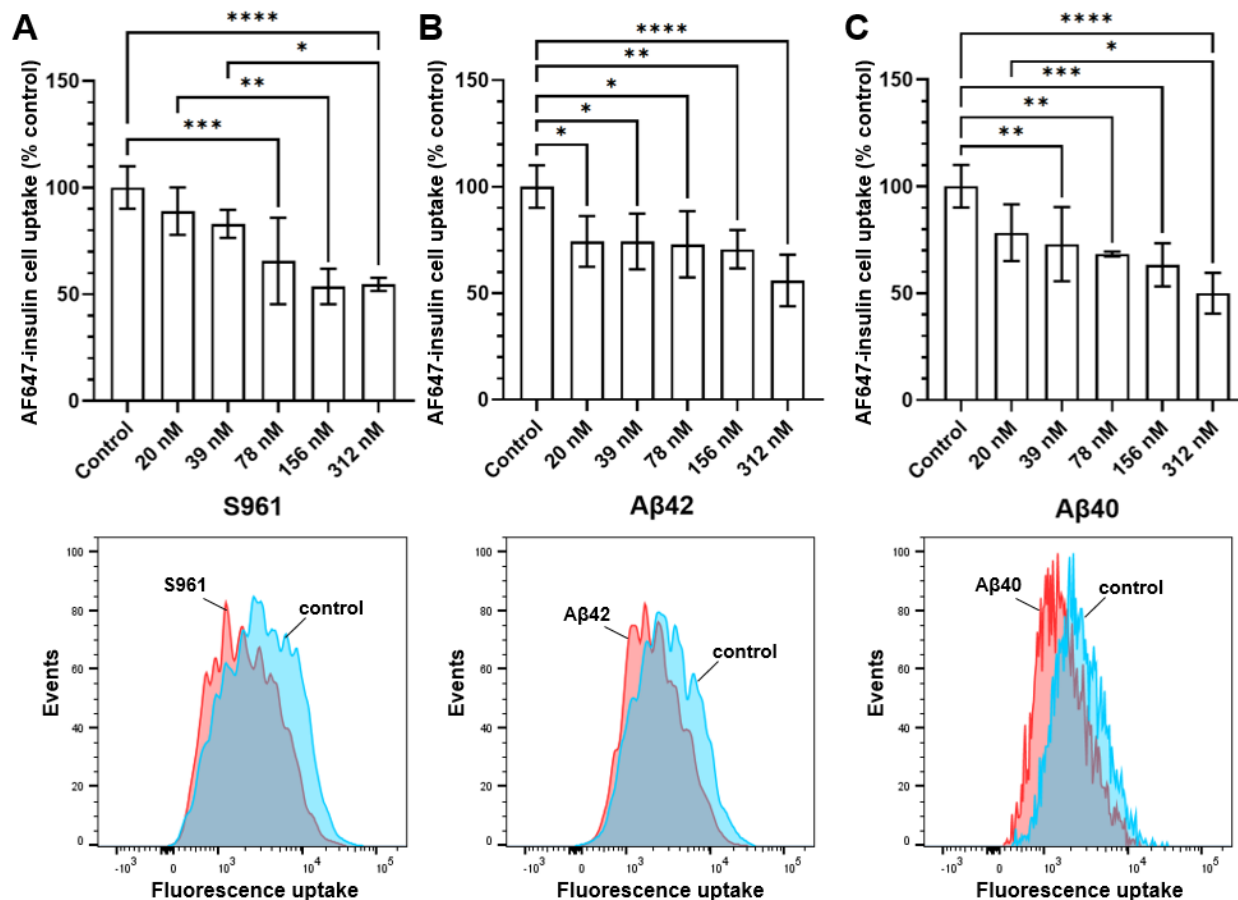 A
AF647-insulin cell uptake (% control)
150
100
50
0
****
*
**
***
Control
20 nM
39 nM
78 nM
156 nM
312 nM
S961
B
AF647-insulin cell uptake (% control)
150
100
50
0
****
**
*
*
*
Control
20 nM
39 nM
78 nM
156 nM
312 nM
Aβ42
C
AF647-insulin cell uptake (% control)
150
100
50
0
****
*
***
**
**
Control
20 nM
39 nM
78 nM
156 nM
312 nM
Aβ40
Events
100
80
60
40
20
0
S961
control
-10³ 0 10³ 10⁴ 10⁵
Fluorescence uptake
Events
100
80
60
40
20
0
Aβ42
control
-10³ 0 10³ 10⁴ 10⁵
Fluorescence uptake
Events
100
80
60
40
20
0
Aβ40
control
-10³ 0 10³ 10⁴ 10⁵
Fluorescence uptake